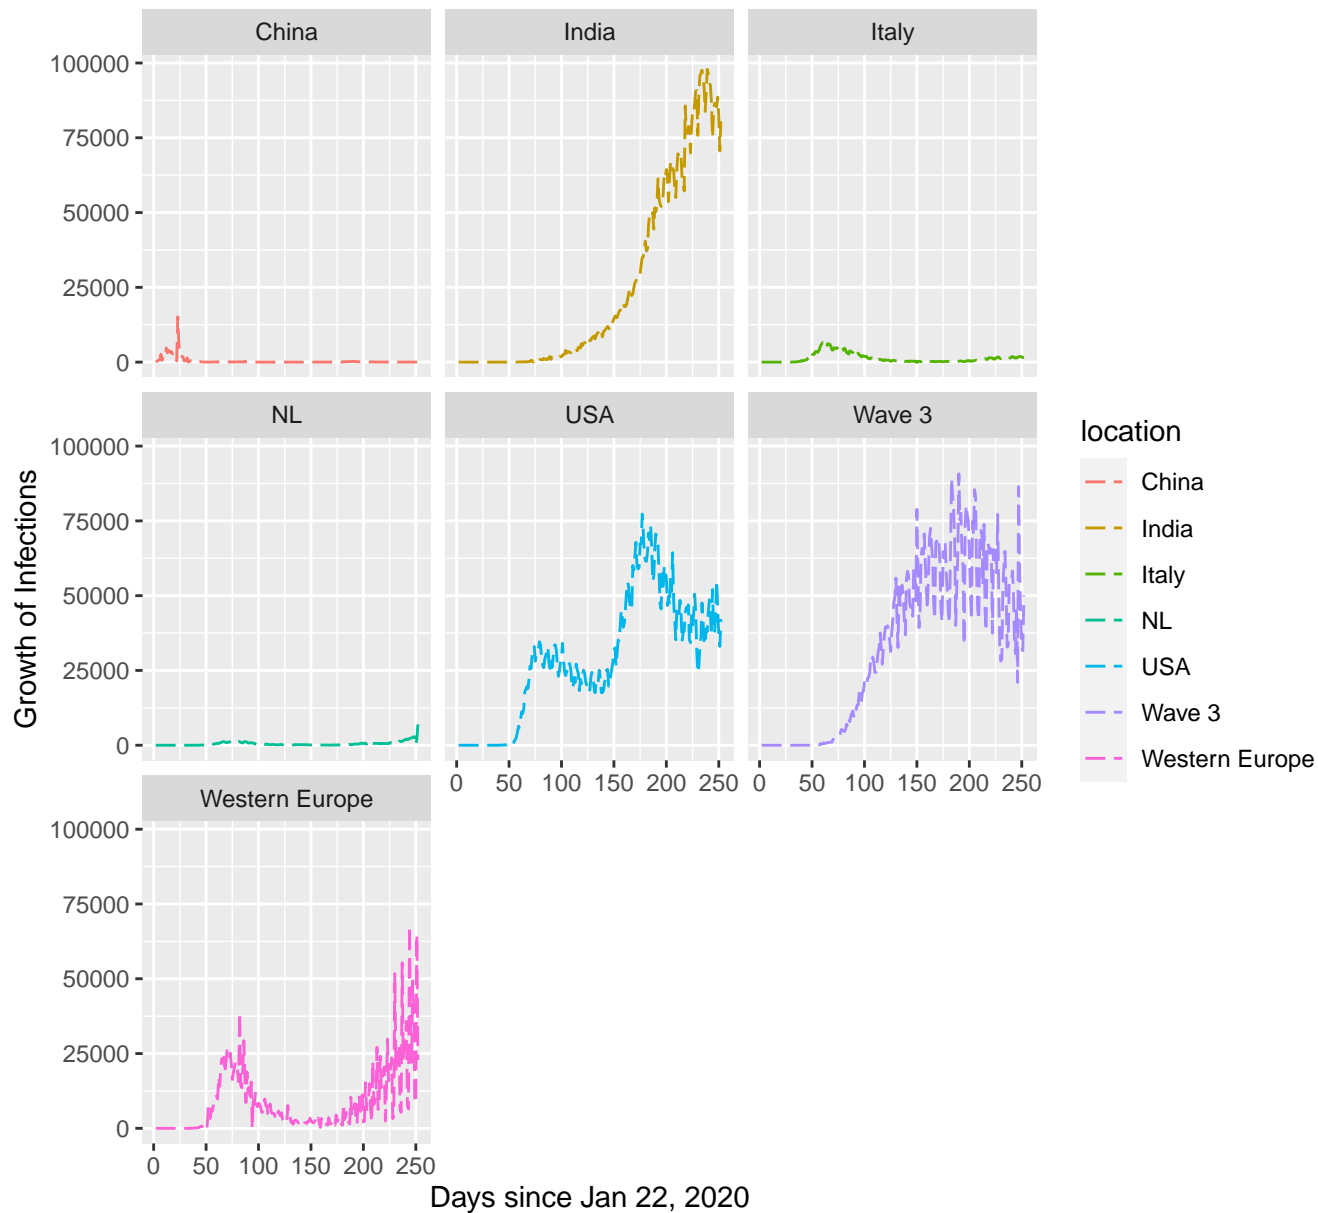 China
India
Italy
100000
75000
50000
25000
0
NL
USA
Wave 3
100000
75000
50000
25000
0
0 50 100 150 200 250
0 50 100 150 200 250
Western Europe
100000
75000
50000
25000
0
0 50 100 150 200 250
Days since Jan 22, 2020
Growth of Infections
location
China
India
Italy
NL
USA
Wave 3
Western Europe